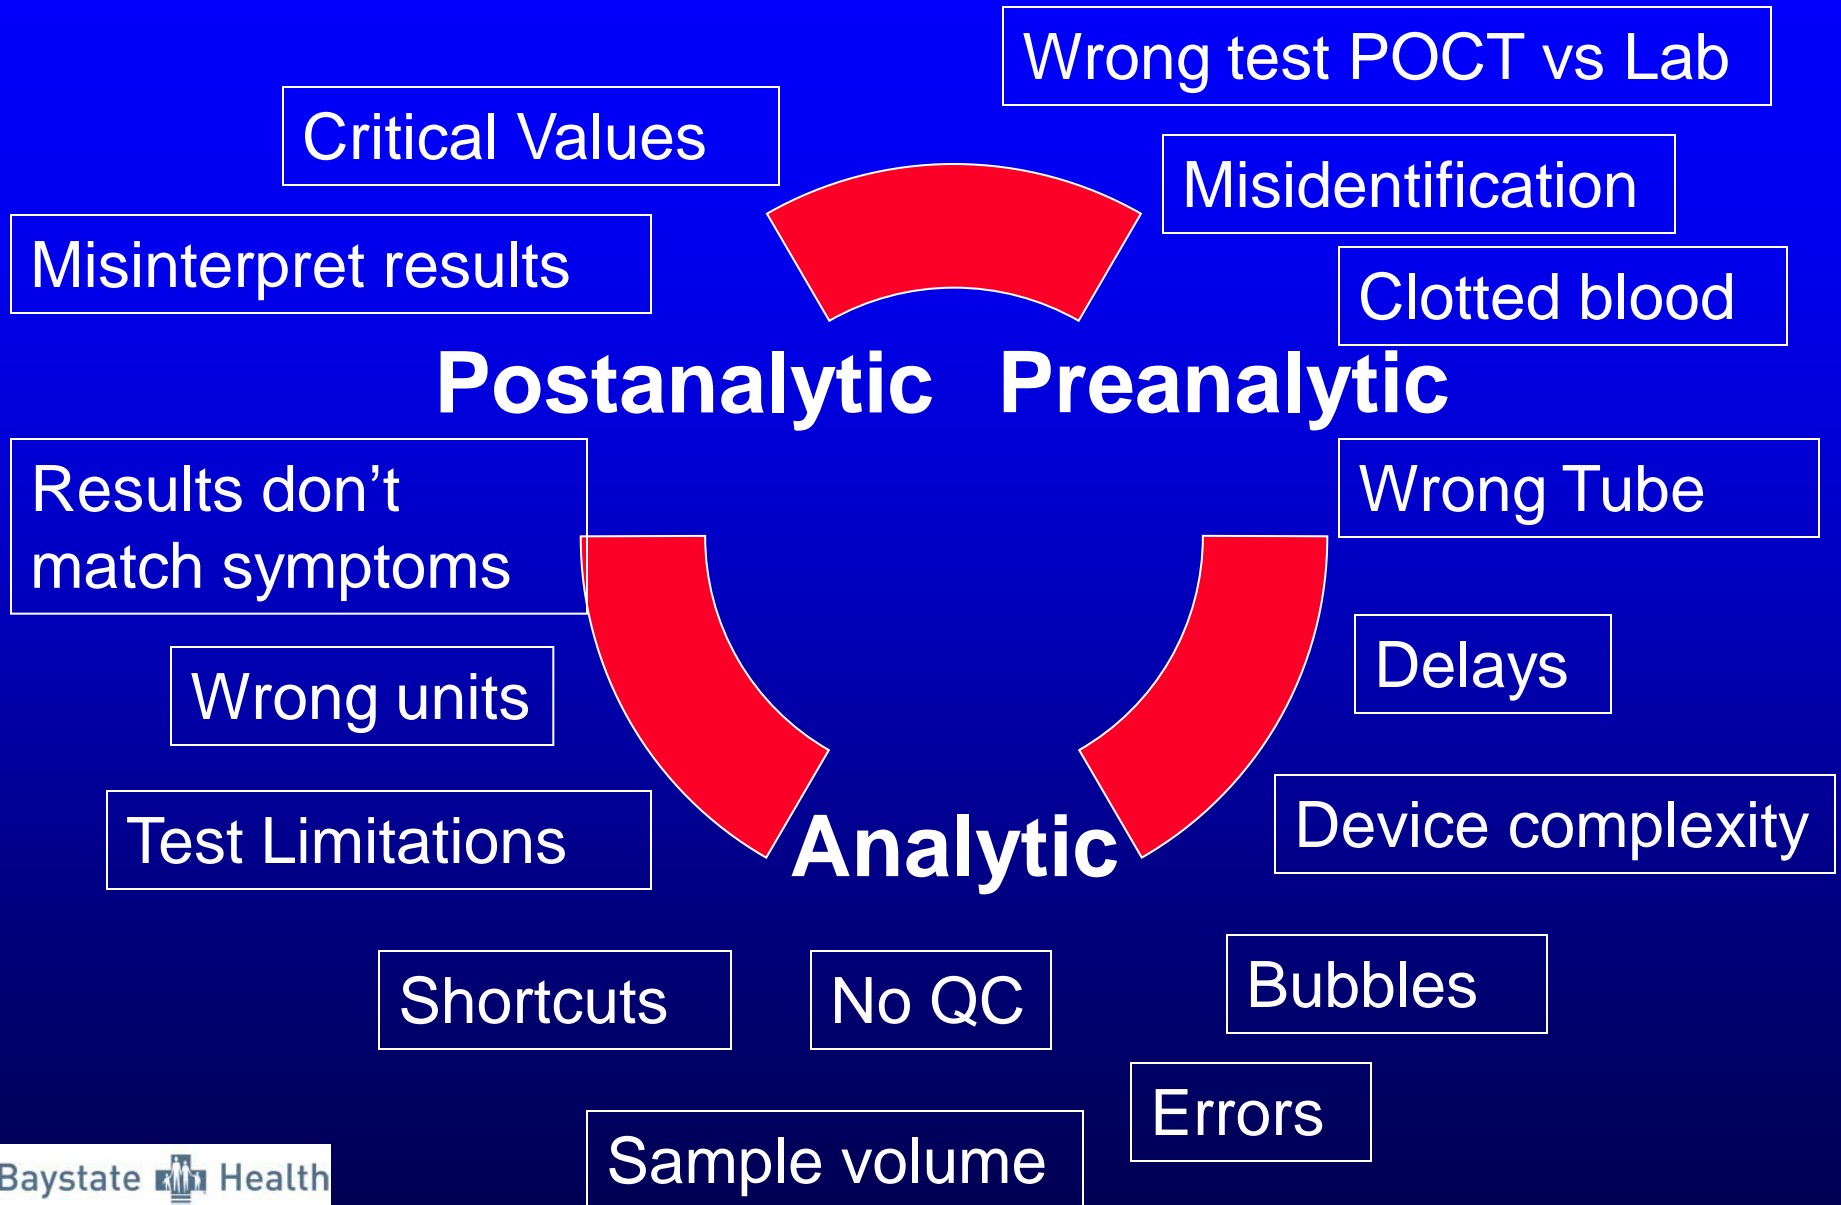 Wrong test POCT vs Lab
Critical Values
Misidentification
Misinterpret results
Clotted blood
Postanalytic
Preanalytic
Results don’t
match symptoms
Wrong Tube
Wrong units
Delays
Test Limitations
Analytic
Device complexity
Shortcuts
No QC
Bubbles
Errors
Sample volume
Baystate Health